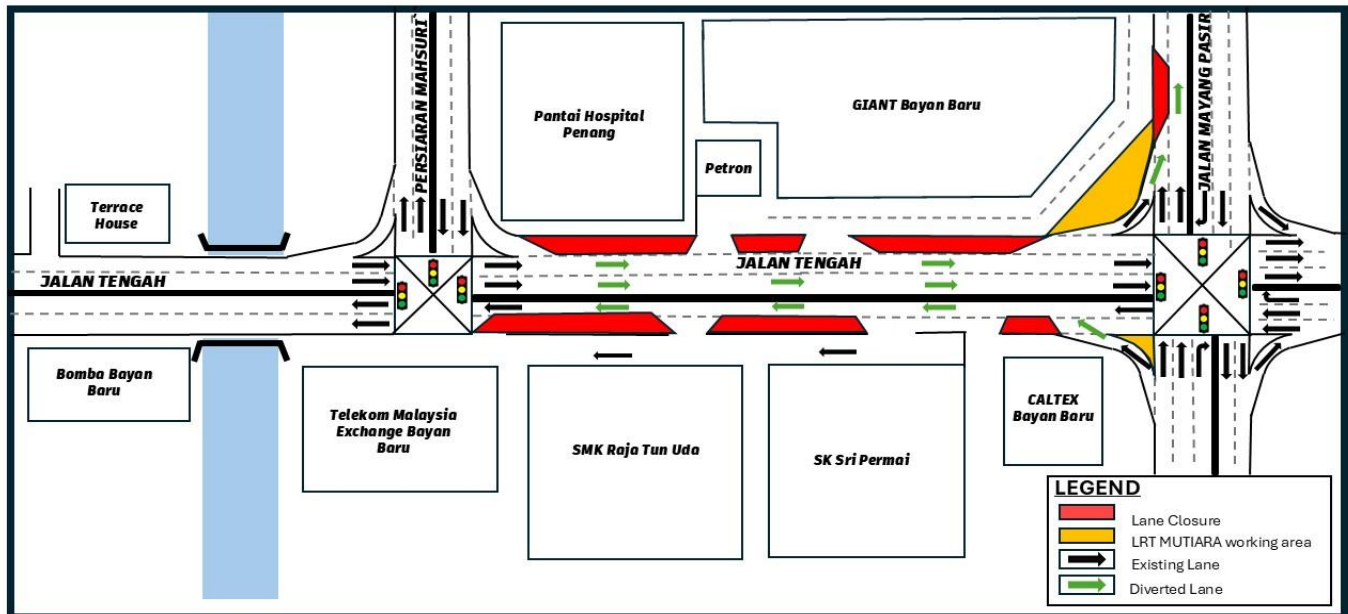 PERSIARAN MAHSURI
JALAN MAYANG PASIR
Pantai Hospital
Penang
GIANT Bayan Baru
Petron
Terrace
House
JALAN TENGAH
JALAN TENGAH
Bomba Bayan
Baru
Telekom Malaysia
Exchange Bayan
Baru
SMK Raja Tun Uda
SK Sri Permai
CALTEX
Bayan Baru
LEGEND
Lane Closure
LRT MUTIARA working area
Existing Lane
Diverted Lane